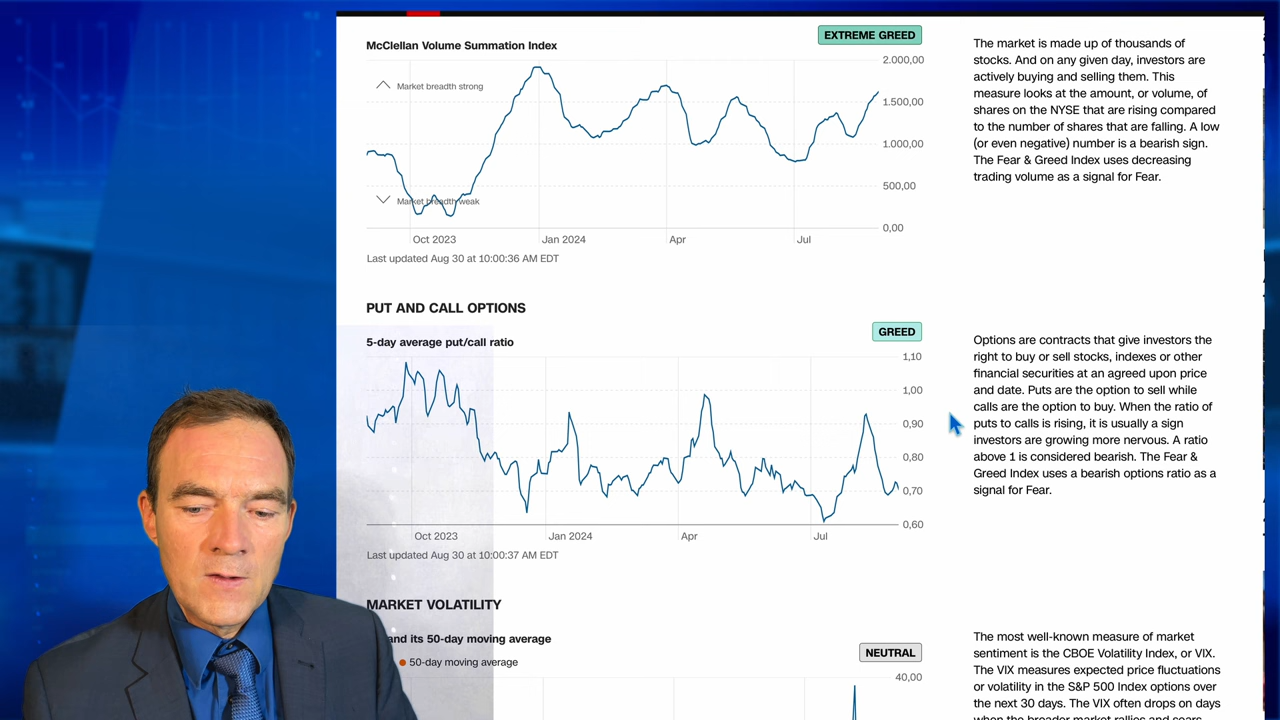 EXTREME GREED
McClellan Volume Summation Index
2.000,00
Market breadth strong
1.500,00
1.000,00
500,00
Market breadth weak
0,00
Oct 2023
Jan 2024
Apr
Jul
Last updated Aug 30 at 10:00:36 AM EDT
The market is made up of thousands of
stocks. And on any given day, investors are
actively buying and selling them. This
measure looks at the amount, or volume, of
shares on the NYSE that are rising compared
to the number of shares that are falling. A low
(or even negative) number is a bearish sign.
The Fear & Greed Index uses decreasing
trading volume as a signal for Fear.
PUT AND CALL OPTIONS
GREED
5-day average put/call ratio
1,10
1,00
0,90
0,80
0,70
0,60
Oct 2023
Jan 2024
Apr
Jul
Last updated Aug 30 at 10:00:37 AM EDT
Options are contracts that give investors the
right to buy or sell stocks, indexes or other
financial securities at an agreed upon price
and date. Puts are the option to sell while
calls are the option to buy. When the ratio of
puts to calls is rising, it is usually a sign
investors are growing more nervous. A ratio
above 1 is considered bearish. The Fear &
Greed Index uses a bearish options ratio as a
signal for Fear.
MARKET VOLATILITY
and its 50-day moving average
NEUTRAL
50-day moving average
40,00
The most well-known measure of market
sentiment is the CBOE Volatility Index, or VIX.
The VIX measures expected price fluctuations
or volatility in the S&P 500 Index options over
the next 30 days. The VIX often drops on days
when the broader market rallies and soars